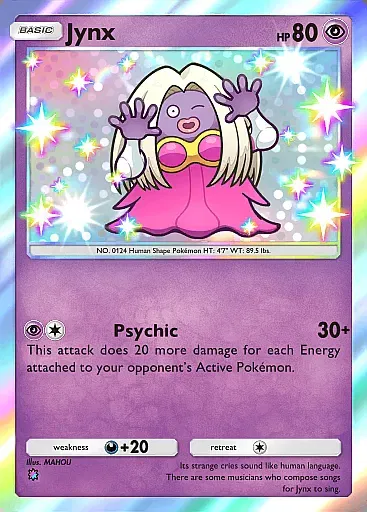 BASIC Jynx HP 80
NO. 0124 Human Shape Pokémon HT: 4'7" WT: 89.5 lbs.
Psychic 30+
This attack does 20 more damage for each Energy
attached to your opponent's Active Pokémon.
weakness +20 retreat
Illus. MAHOU
Its strange cries sound like human language.
There are some musicians who compose songs
for Jynx to sing.